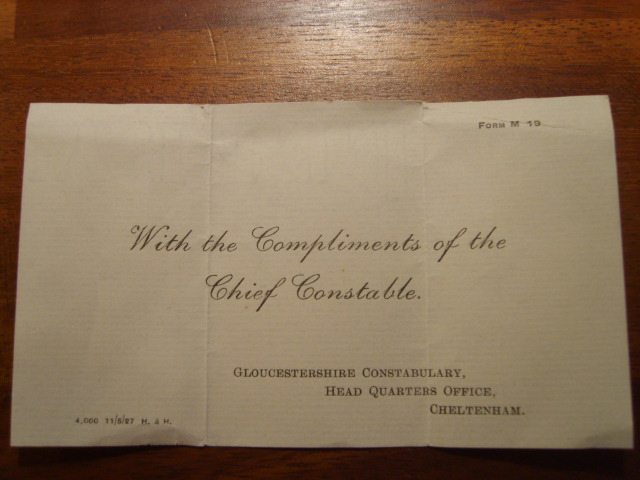 FORM M 19
With the Compliments of the
Chief Constable.
GLOUCESTERSHIRE CONSTABULARY,
HEAD QUARTERS OFFICE,
CHELTENHAM.
4,000 11/5/27 H. & H.